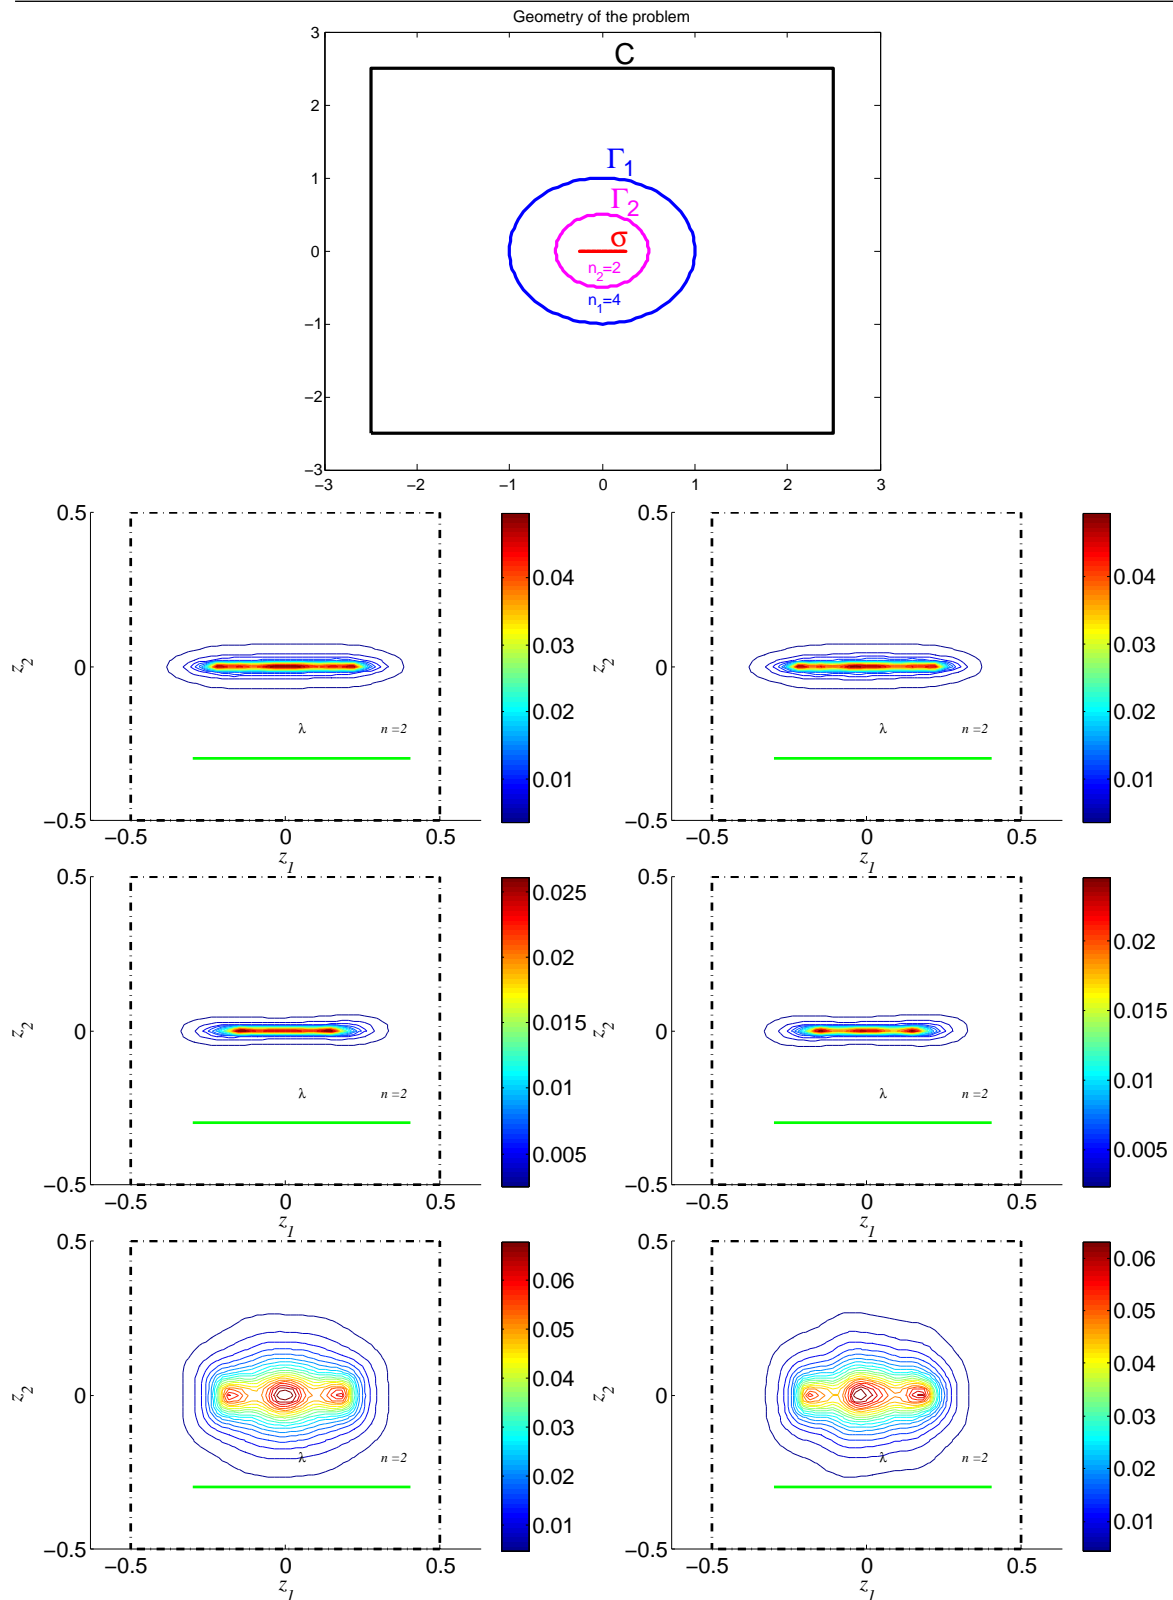 Geometry of the problem
3
C
2
Γ1
1
Γ2
σ
0
n2=2
n1=4
−1
−2
−3
−3 −2 −1 0 1 2 3
0.5 0.5
0.04 0.04
0.03 0.03
z2 0 z2 0
0.02 0.02
λ n =2 λ n =2
0.01 0.01
−0.5 −0.5
−0.5 0 0.5 −0.5 0 0.5
z1 z1
0.5 0.5
0.025
0.02 0.02
0.015 0.015
z2 0 z2 0
0.01 0.01
λ n =2 λ n =2
0.005 0.005
−0.5 −0.5
−0.5 0 0.5 −0.5 0 0.5
z1 z1
0.5 0.5
0.06 0.06
0.05 0.05
0.04 0.04
z2 0 z2 0
0.03 0.03
0.02 0.02
λ n =2 λ n =2
0.01 0.01
−0.5 −0.5
−0.5 0 0.5 −0.5 0 0.5
z1 z1